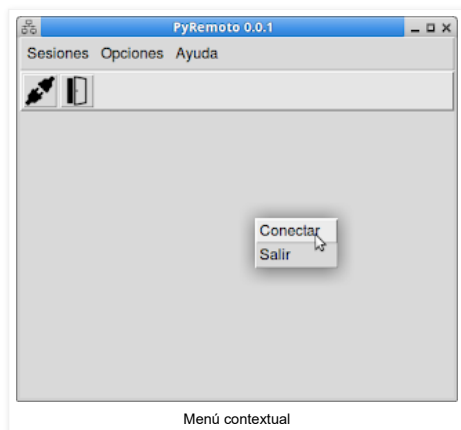 PyRemoto 0.0.1
Sesiones Opciones Ayuda
Conectar
Salir
Menú contextual